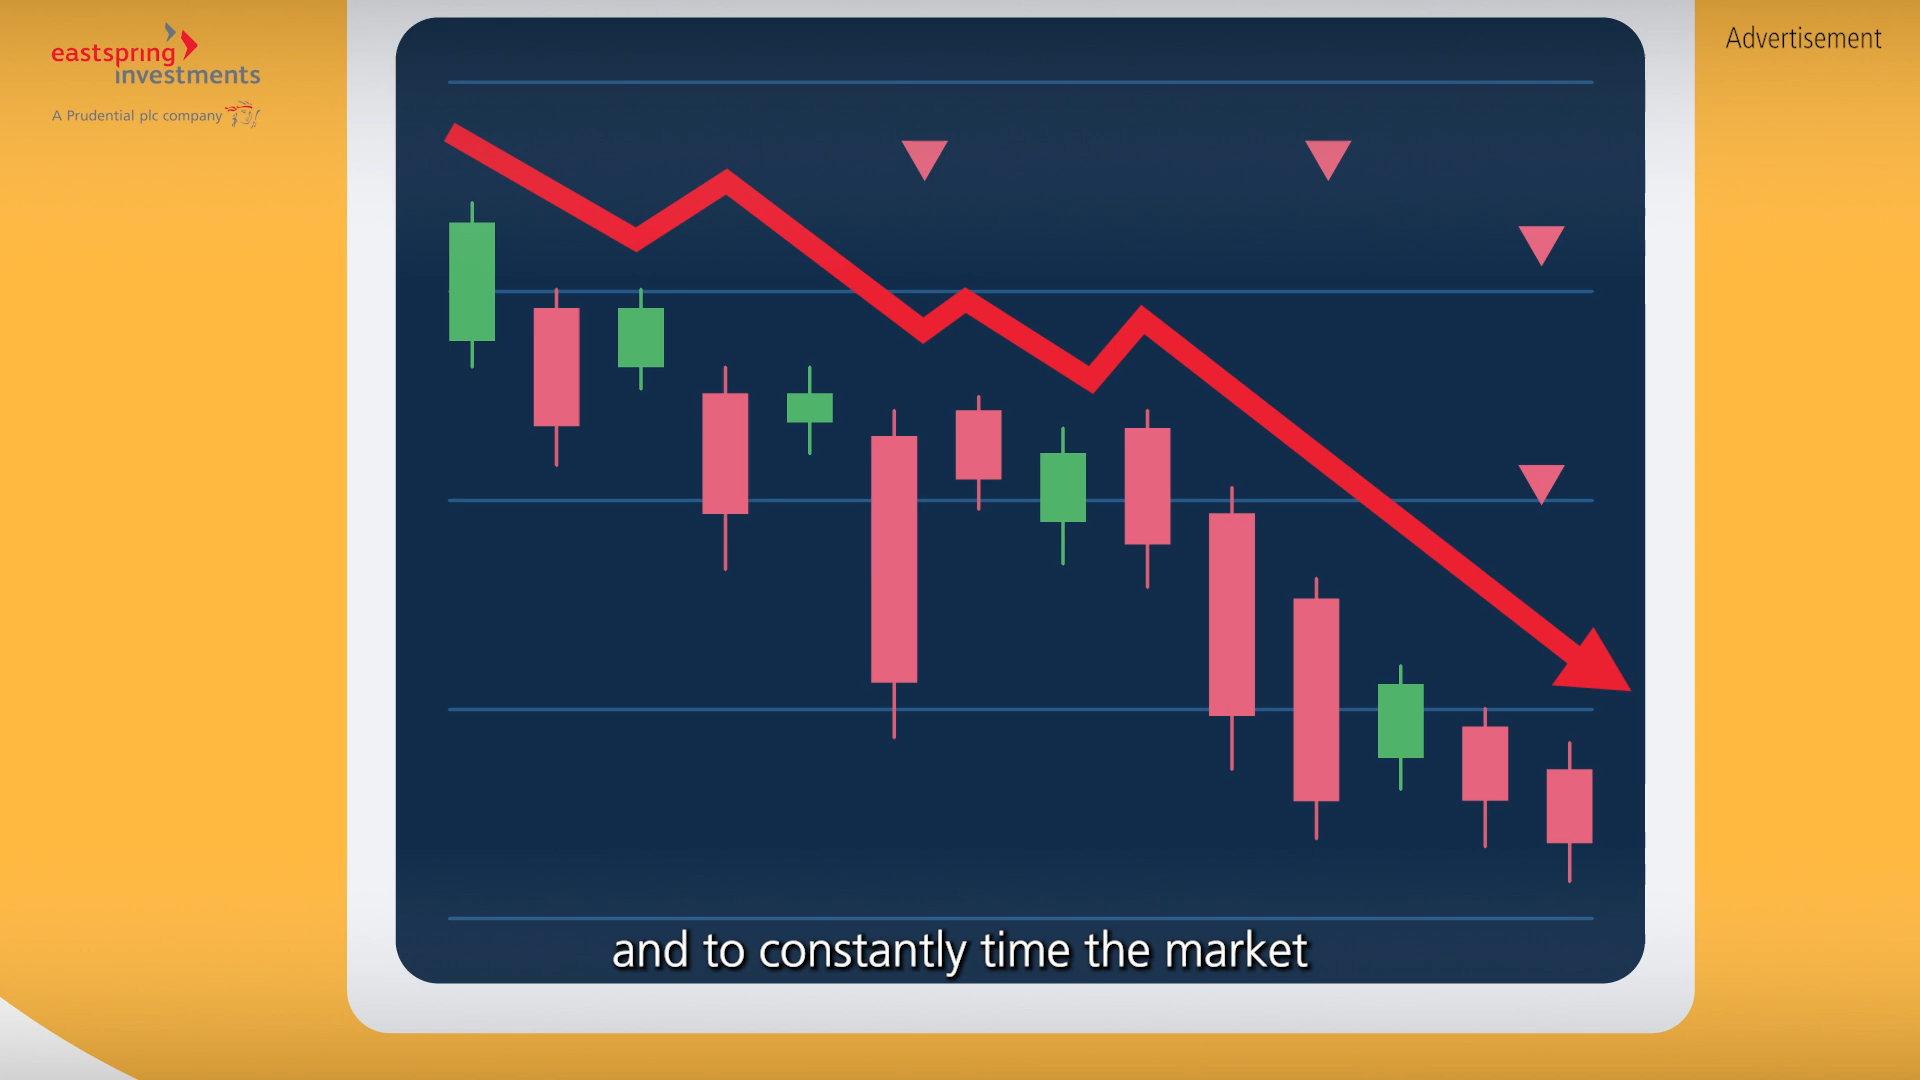 eastspring
investments
A Prudential plc company
Advertisement
and to constantly time the market